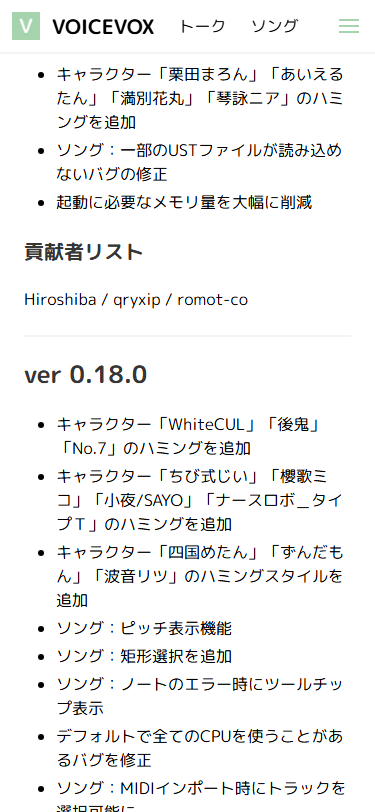 V VOICEVOX トーク ソング
キャラクター「栗田まろん」「あいえる
たん」「満別花丸」「琴詠ニア」のハミ
ングを追加
ソング：一部のUSTファイルが読み込め
ないバグの修正
起動に必要なメモリ量を大幅に削減
貢献者リスト
Hiroshiba / qryxip / romot-co
ver 0.18.0
キャラクター「WhiteCUL」「後鬼」
「No.7」のハミングを追加
キャラクター「ちび式じい」「櫻歌ミ
コ」「小夜/SAYO」「ナースロボ＿タイ
プＴ」のハミングを追加
キャラクター「四国めたん」「ずんだも
ん」「波音リツ」のハミングスタイルを
追加
ソング：ピッチ表示機能
ソング：矩形選択を追加
ソング：ノートのエラー時にツールチッ
プ表示
デフォルトで全てのCPUを使うことがあ
るバグを修正
ソング：MIDIインポート時にトラックを
選択可能に